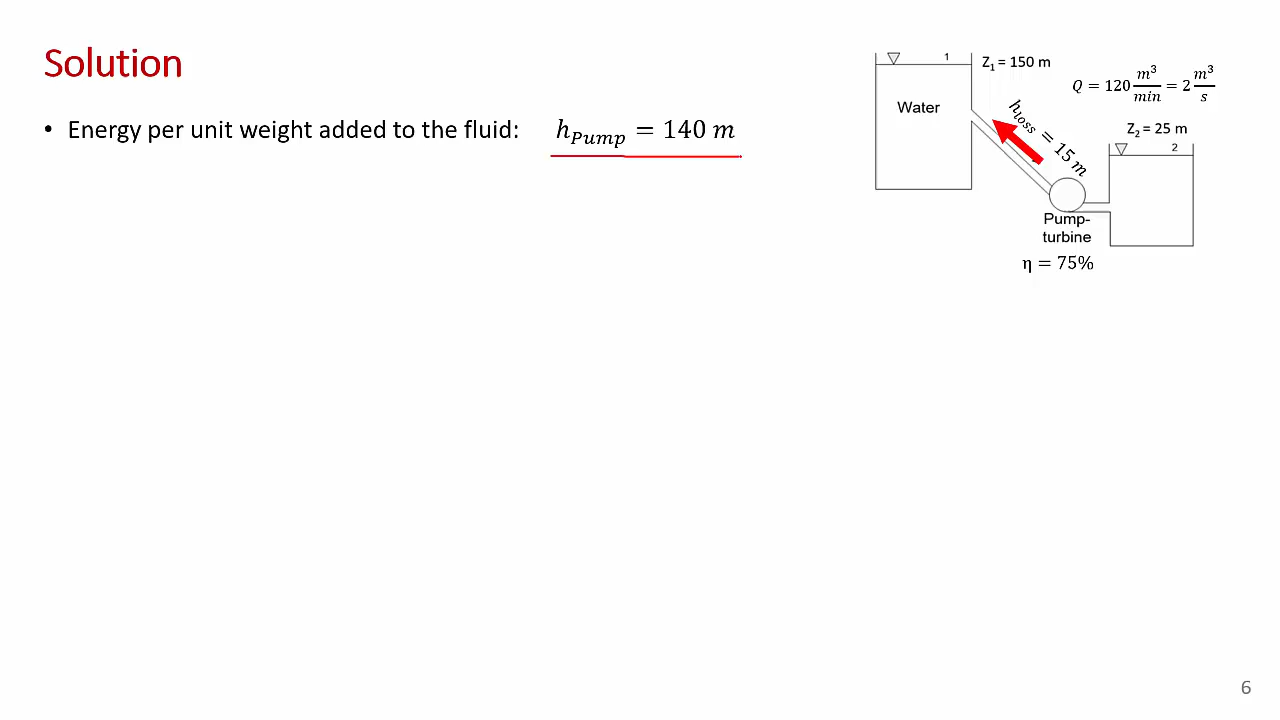 Solution
• Energy per unit weight added to the fluid: h_Pump = 140 m
1
Z₁ = 150 m
Q = 120 m³/min = 2 m³/s
Water
h_loss = 15 m
Z₂ = 25 m
2
Pump-
turbine
η = 75%
6